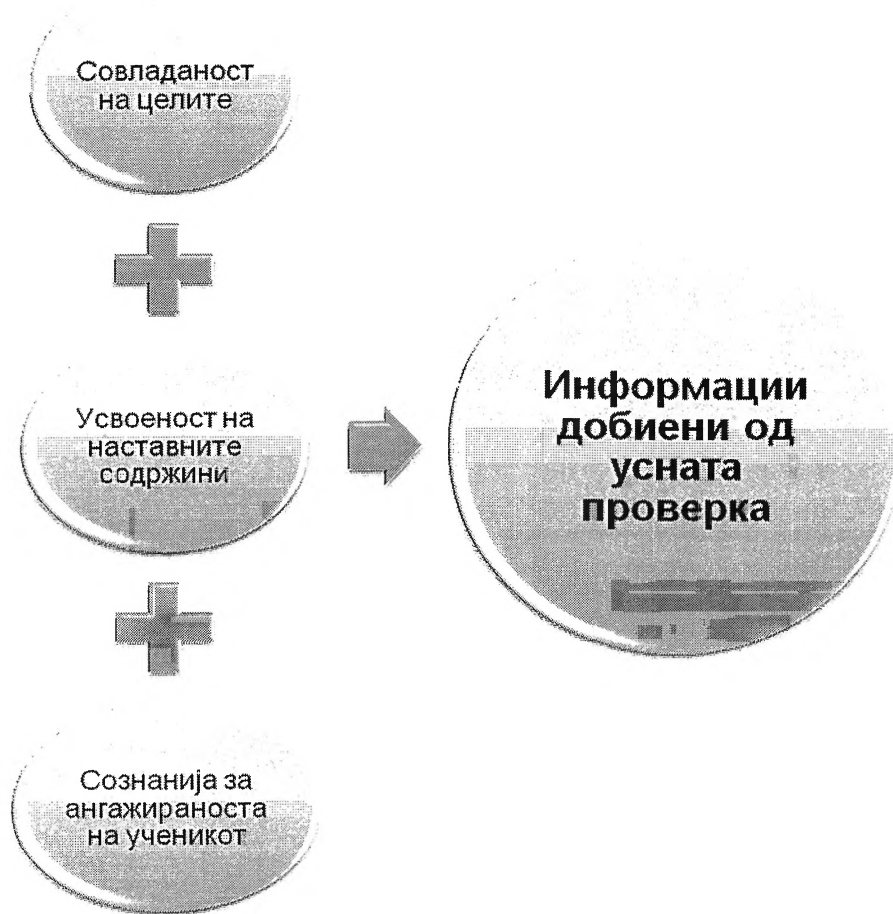 Совладаност
на целите
Усвоеност на
наставните
содржини
Сознанија за
ангажираноста
на ученикот
Информации
добиени од
усната
проверка